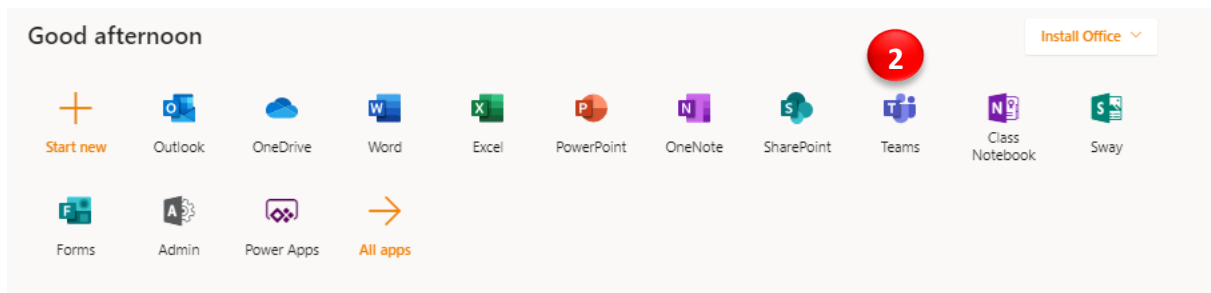 Good afternoon
Install Office
2
Start new
Outlook
OneDrive
Word
Excel
PowerPoint
OneNote
SharePoint
Teams
Class
Notebook
Sway
Forms
Admin
Power Apps
All apps